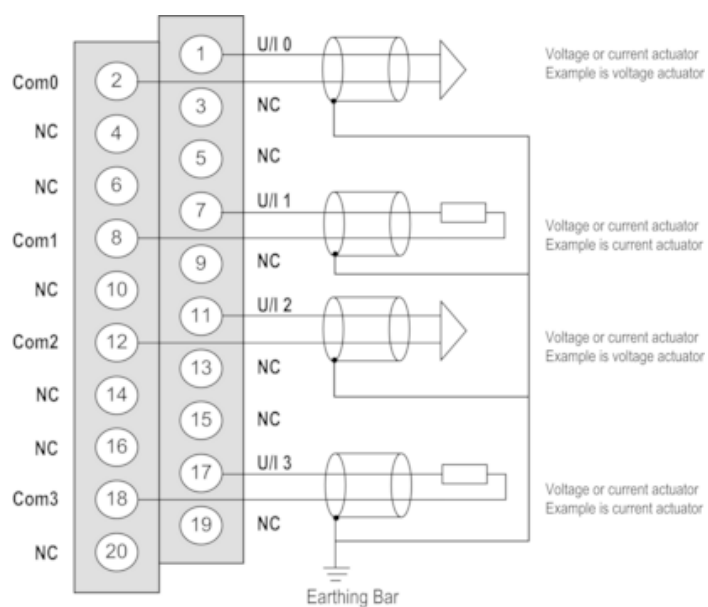 1 U/I 0
Voltage or current actuator
Example is voltage actuator
Com0 2
3 NC
NC 4
5 NC
NC 6
7 U/I 1
Voltage or current actuator
Example is current actuator
Com1 8
9 NC
NC 10
11 U/I 2
Voltage or current actuator
Example is voltage actuator
Com2 12
13 NC
NC 14
15 NC
NC 16
17 U/I 3
Voltage or current actuator
Example is current actuator
Com3 18
19 NC
NC 20
Earthing Bar